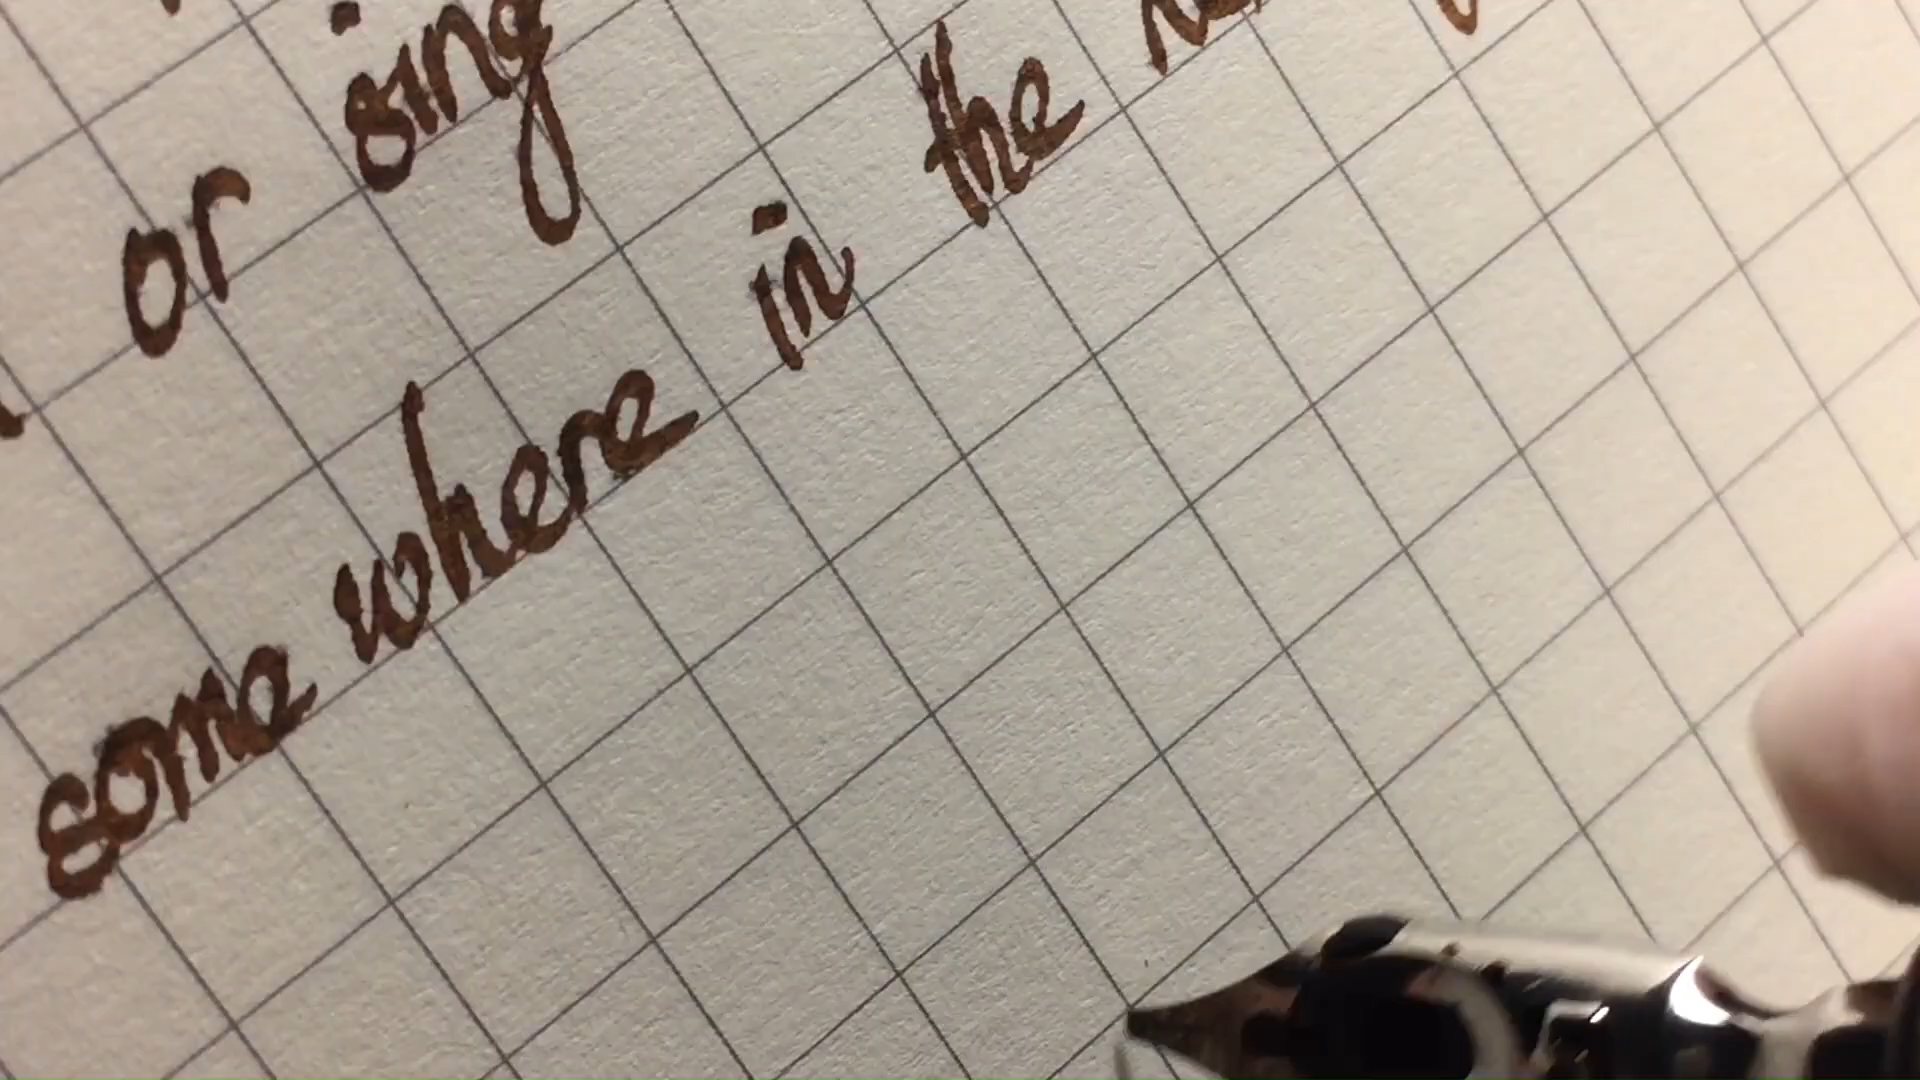 or sing
some where in the